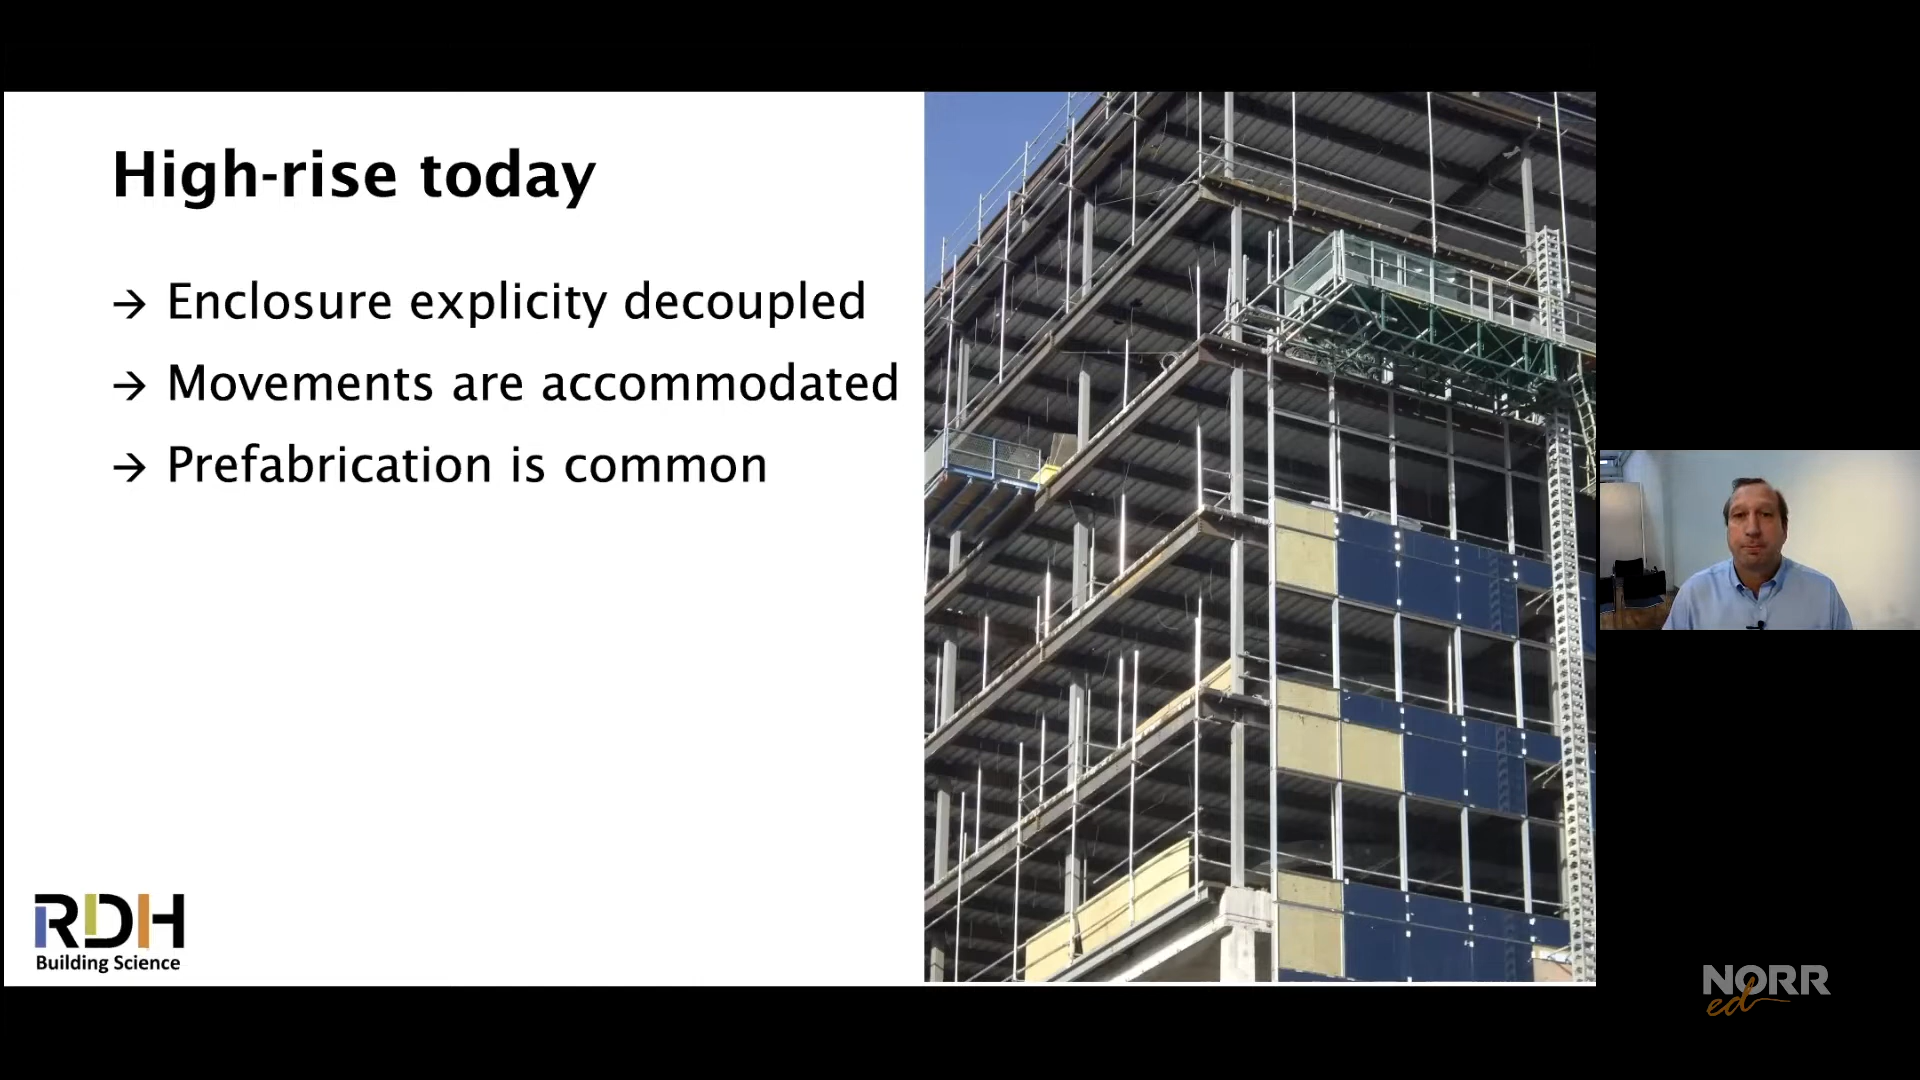 High-rise today
→ Enclosure explicity decoupled
→ Movements are accommodated
→ Prefabrication is common
RDH
Building Science
NORR
ed